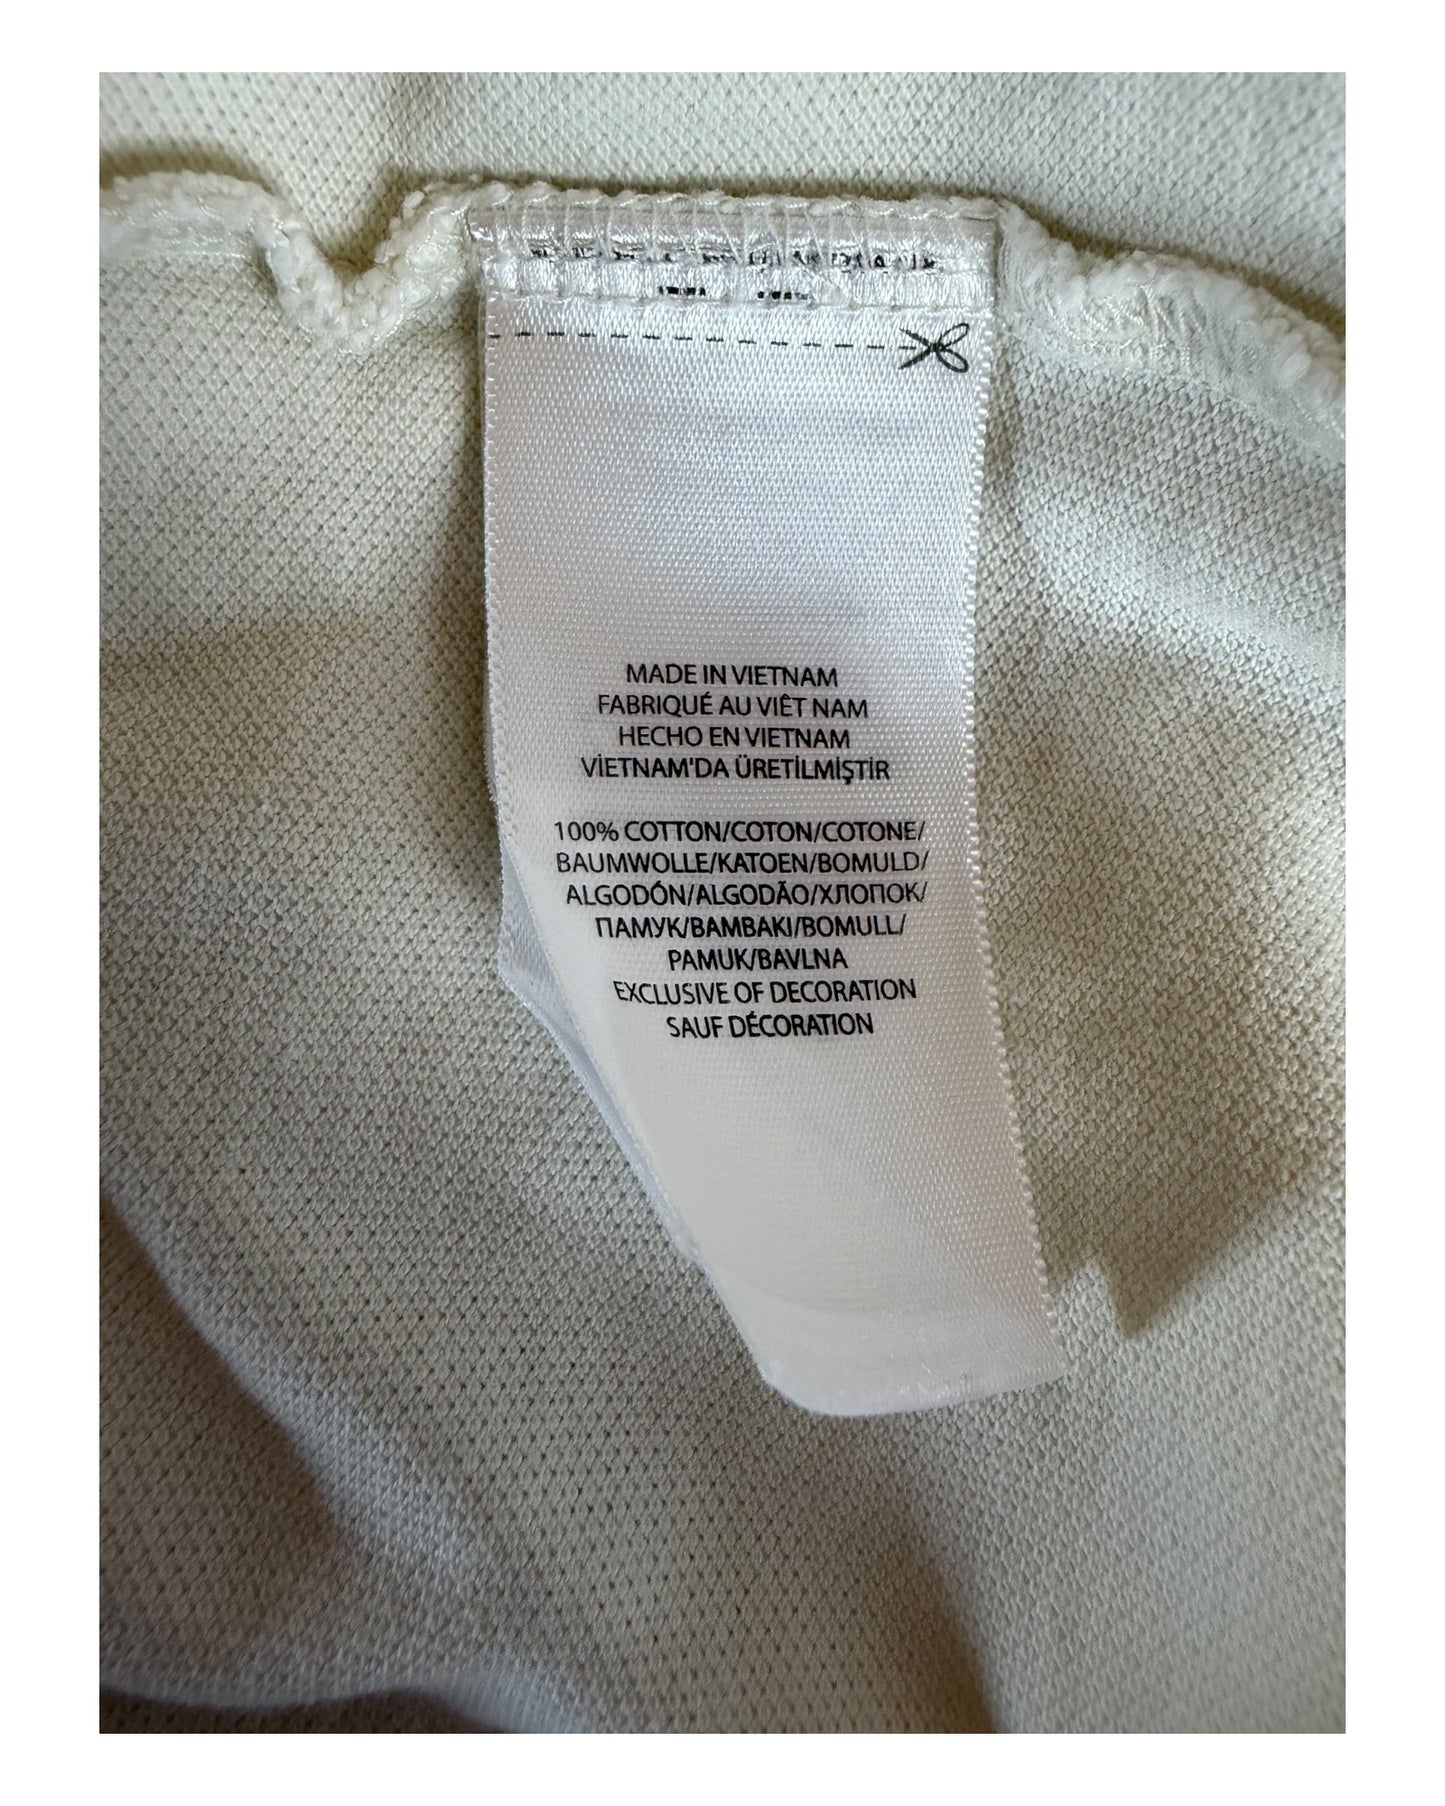 MADE IN VIETNAM
FABRIQUÉ AU VIÊT NAM
HECHO EN VIETNAM
VİETNAM'DA ÜRETİLMİŞTİR
100% COTTON/COTON/COTONE/
BAUMWOLLE/KATOEN/BOMULD/
ALGODÓN/ALGODÃO/ХЛОПОК/
ΠАМУК/BAMBAKI/BOMULL/
PAMUK/BAVLNA
EXCLUSIVE OF DECORATION
SAUF DÉCORATION